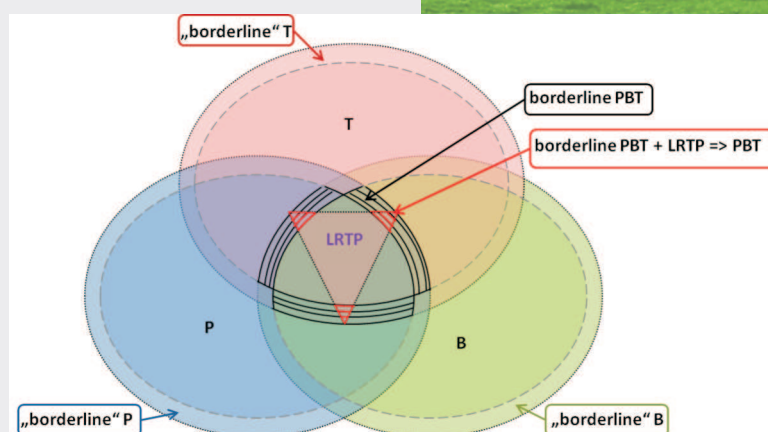 „borderline“ T
T
borderline PBT
borderline PBT + LRTP => PBT
LRTP
P
B
„borderline“ P
„borderline“ B